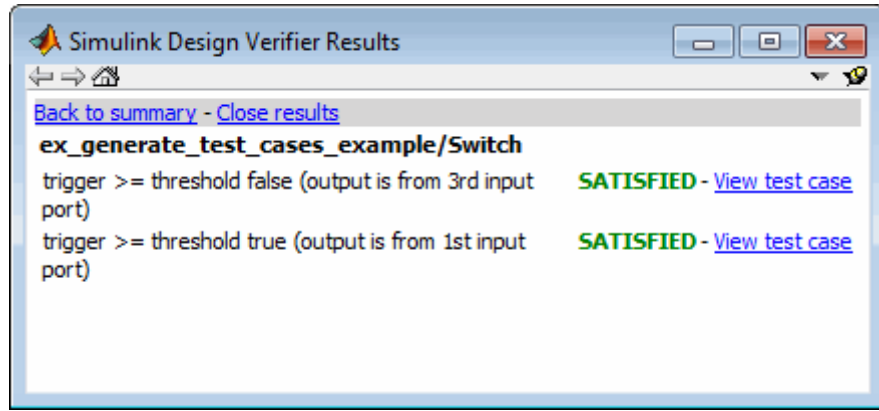 Simulink Design Verifier Results
Back to summary - Close results
ex_generate_test_cases_example/Switch
trigger >= threshold false (output is from 3rd input SATISFIED - View test case
port)
trigger >= threshold true (output is from 1st input SATISFIED - View test case
port)